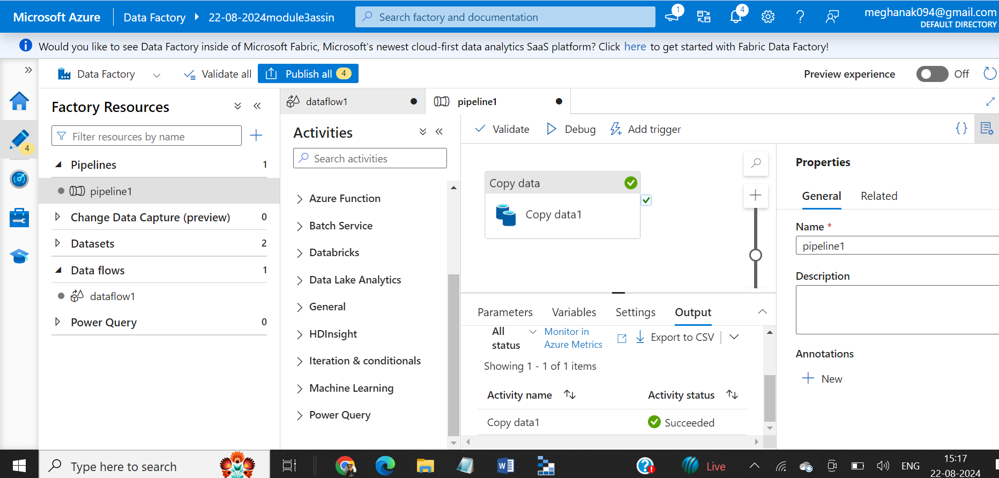 Microsoft Azure
Data Factory
22-08-2024module3assin
Search factory and documentation
1
4
meghanak094@gmail.com
DEFAULT DIRECTORY
Would you like to see Data Factory inside of Microsoft Fabric, Microsoft's newest cloud-first data analytics SaaS platform? Click here to get started with Fabric Data Factory!
Data Factory
Validate all
Publish all 4
Preview experience
Off
4
Factory Resources
Filter resources by name
Pipelines 1
pipeline1
Change Data Capture (preview) 0
Datasets 2
Data flows 1
dataflow1
Power Query 0
dataflow1
pipeline1
Activities
Search activities
Azure Function
Batch Service
Databricks
Data Lake Analytics
General
HDInsight
Iteration & conditionals
Machine Learning
Power Query
Validate
Debug
Add trigger
{}
Copy data
Copy data1
Parameters
Variables
Settings
Output
All
status
Monitor in
Azure Metrics
Export to CSV
Showing 1 - 1 of 1 items
Activity name
Activity status
Copy data1
Succeeded
Properties
General
Related
Name *
pipeline1
Description
Annotations
New
Type here to search
Live
ENG
15:17
22-08-2024